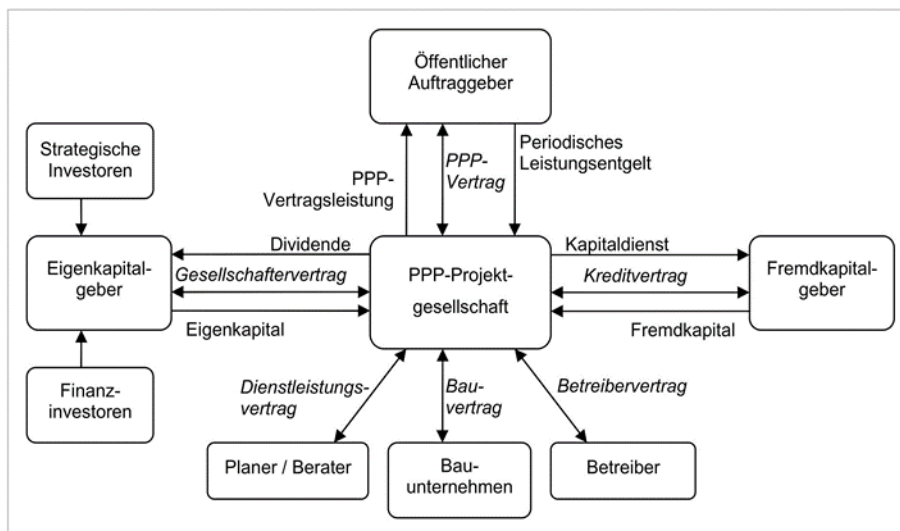 Öffentlicher
Auftraggeber
Strategische
Investoren
PPP-
Vertragsleistung
PPP-
Vertrag
Periodisches
Leistungsentgelt
Eigenkapital-
geber
Dividende
Gesellschaftervertrag
Eigenkapital
PPP-Projekt-
gesellschaft
Kapitaldienst
Kreditvertrag
Fremdkapital
Fremdkapital-
geber
Finanz-
investoren
Dienstleistungs-
vertrag
Bau-
vertrag
Betreibervertrag
Planer / Berater
Bau-
unternehmen
Betreiber